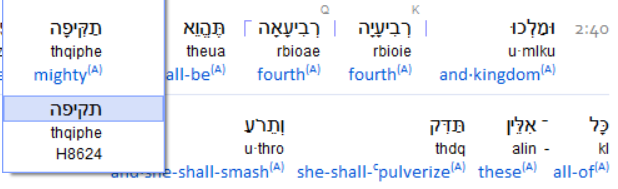 Q K
2:40 וּמַלְכוּ רְבִיעָיָה רְבִיעָאָה תֶּהֱוֵא תַקִּיפָה
u·mlku rbioie rbioae theua thqiphe
and·kingdom(A) fourth(A) fourth(A) all-be(A) mighty(A)
תקיפה
thqiphe
H8624
כָּל ־ אִלֵּין תַּדִּק וְתֵרֹעַ
kl alin - thdq u·thro
all-of(A) these(A) she-shall-cpulverize(A) and-she-shall-smash(A)